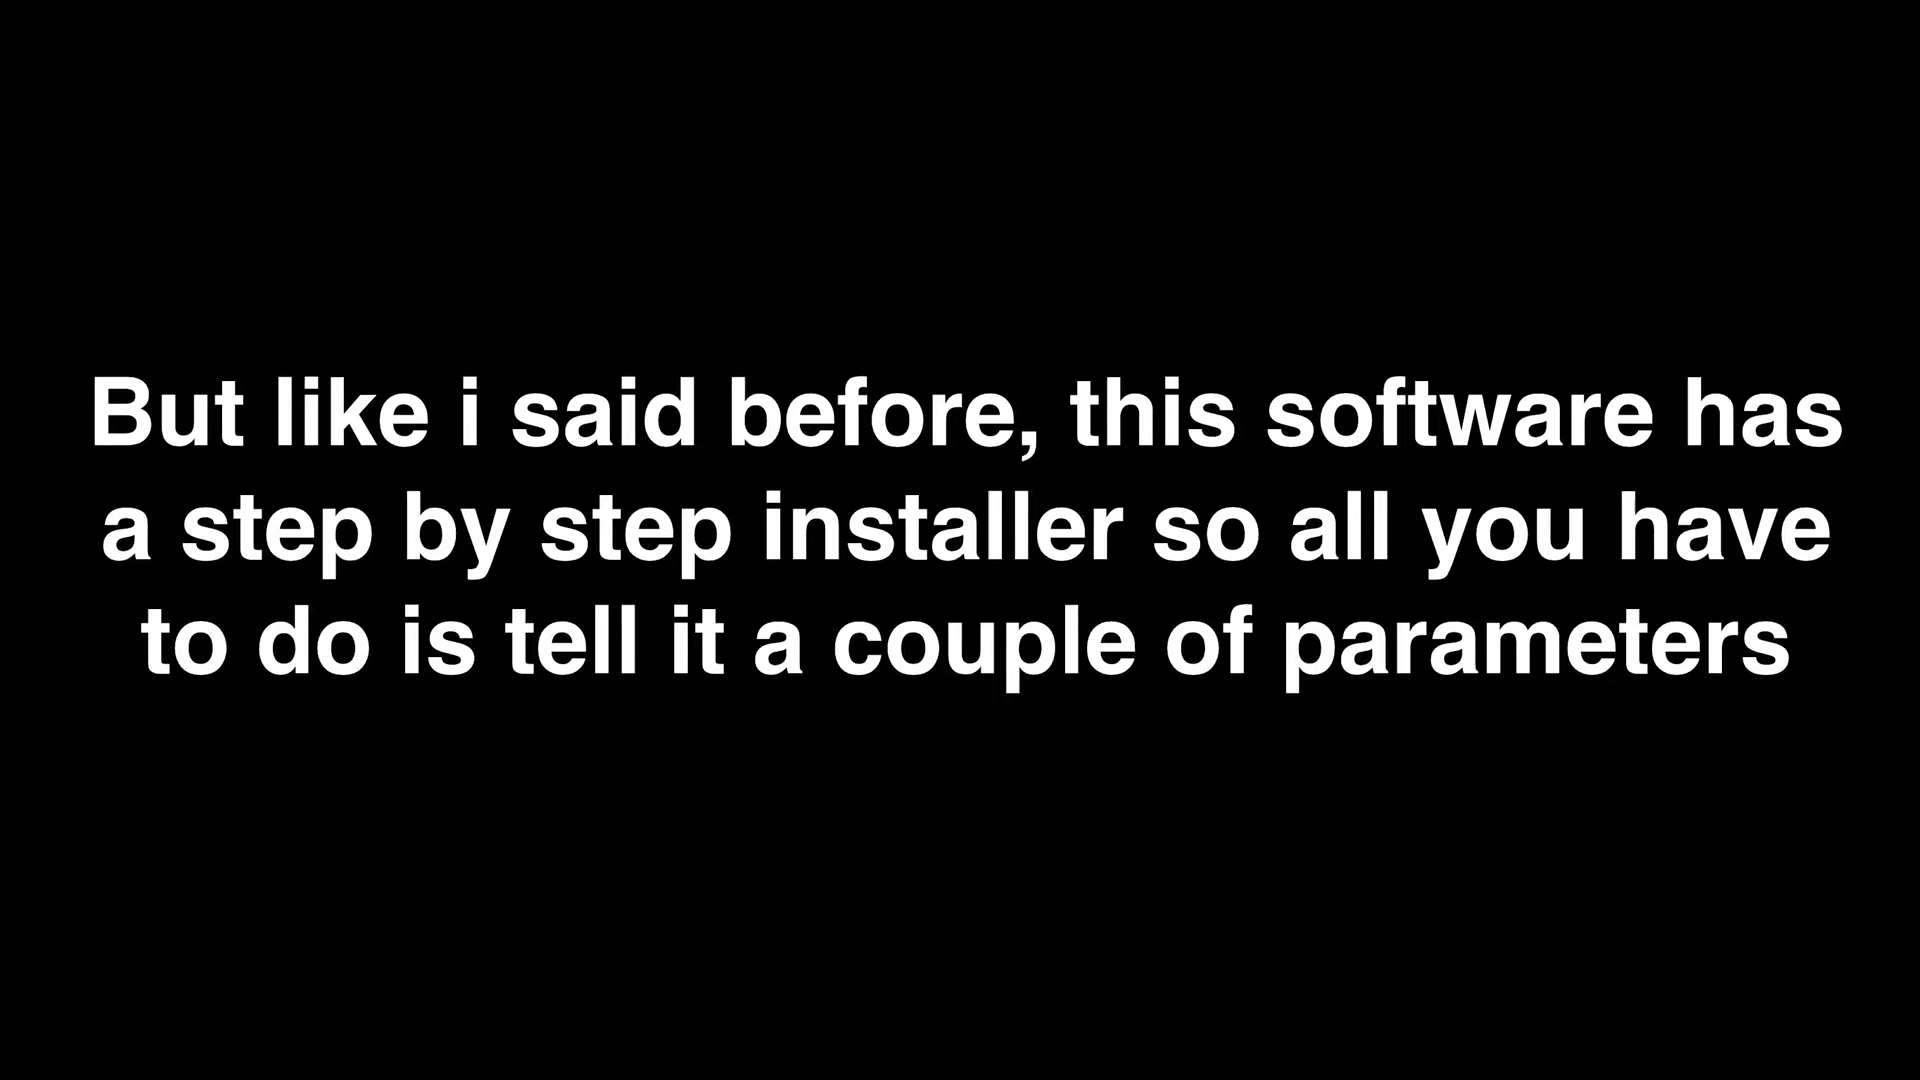 But like i said before, this software has
a step by step installer so all you have
to do is tell it a couple of parameters